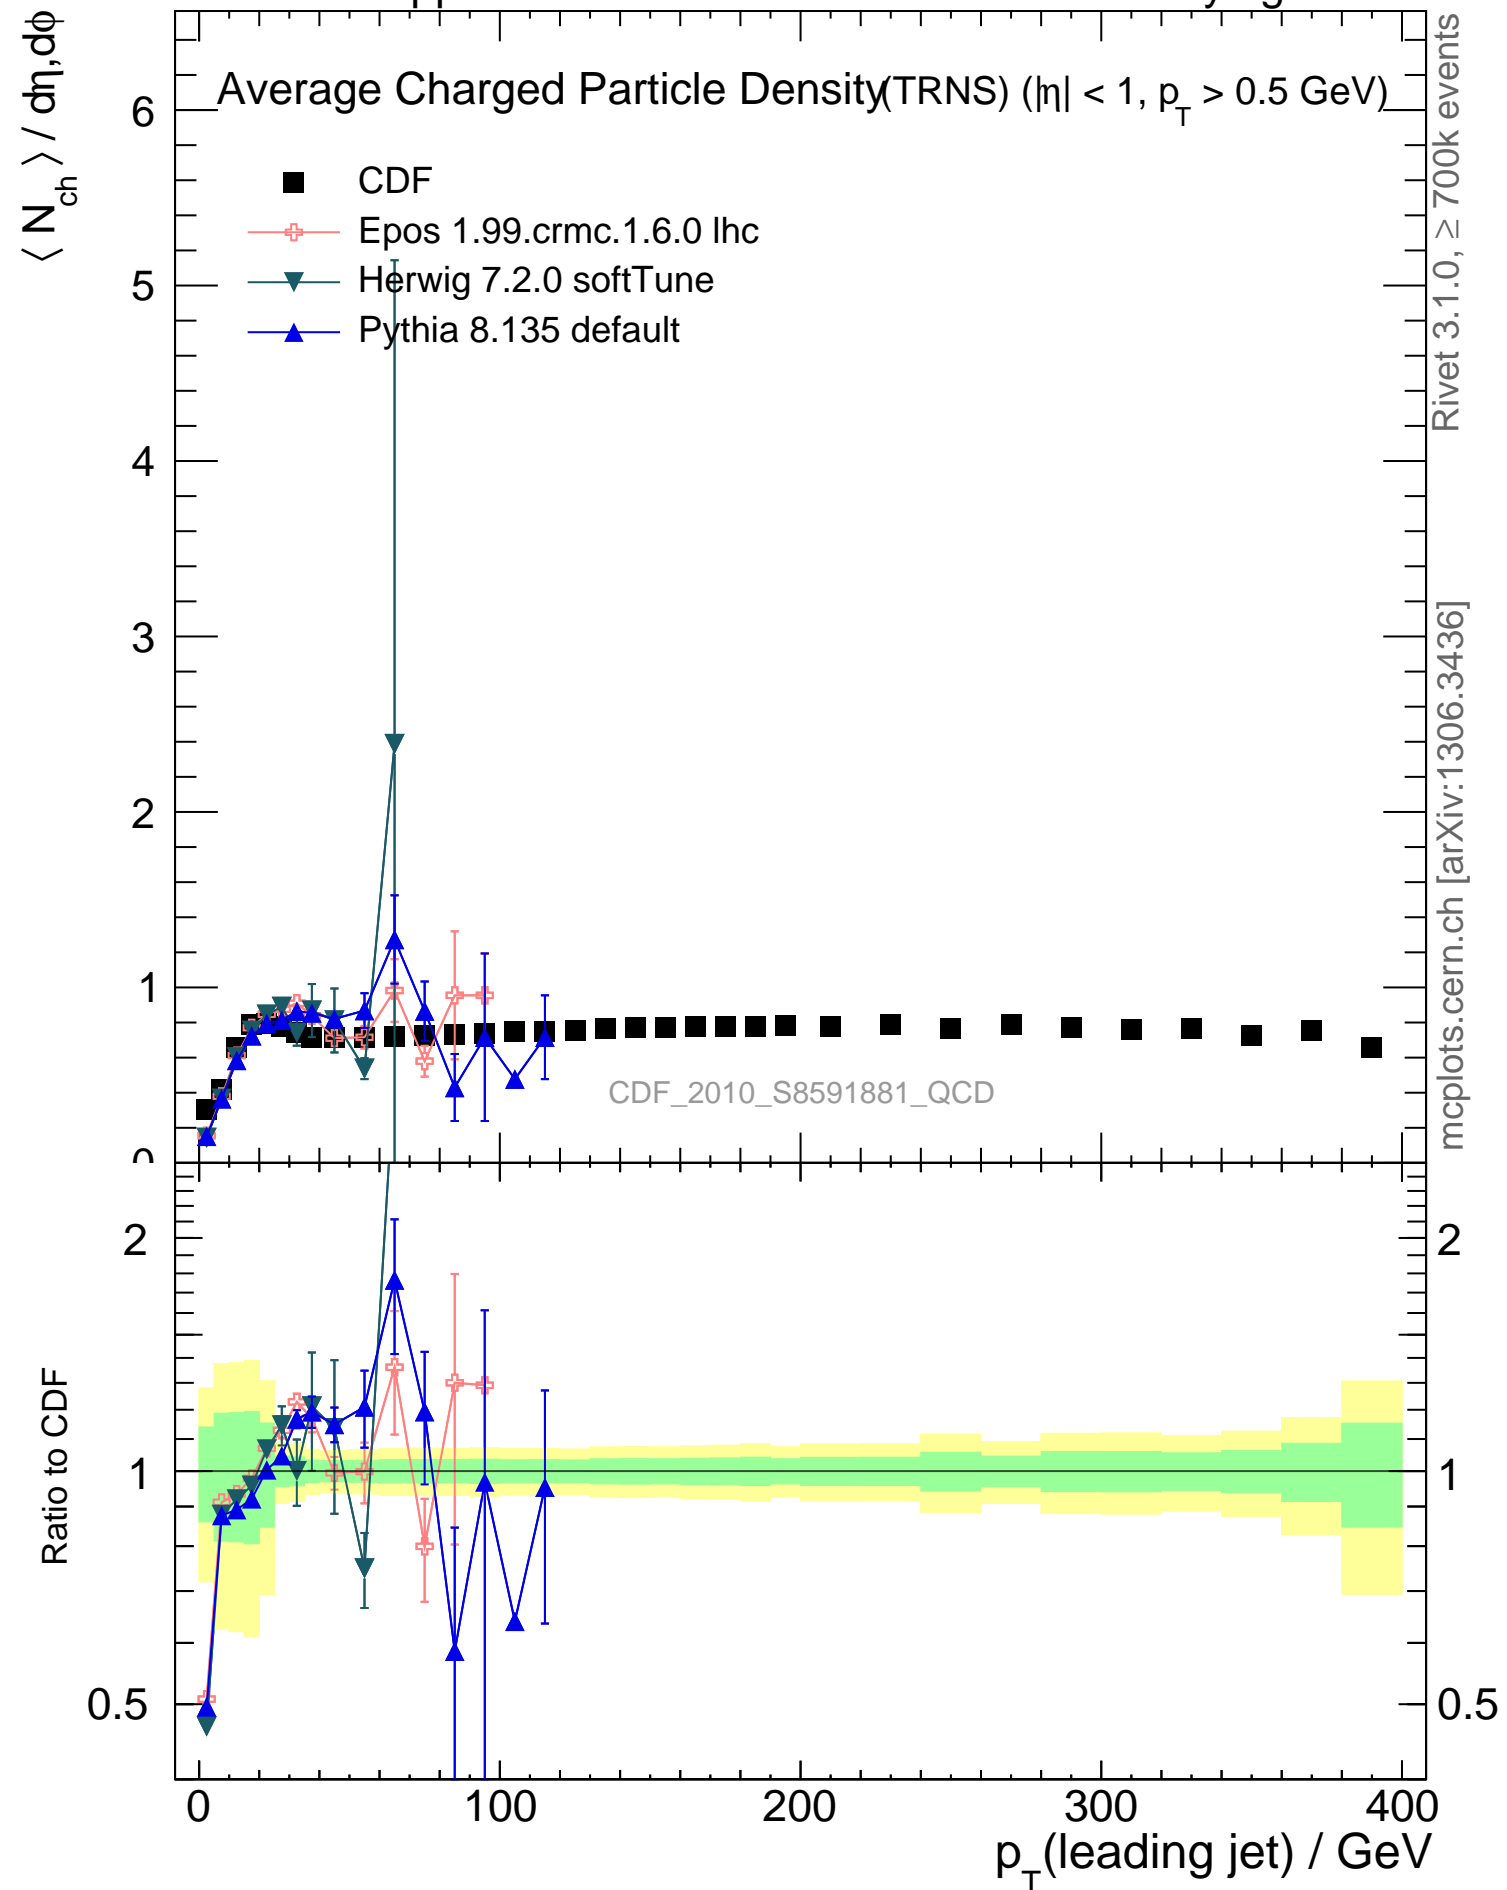 Average Charged Particle Density(TRNS) (|η| < 1, pT > 0.5 GeV)
⟨ Nch ⟩ / dη,dϕ
CDF
Epos 1.99.crmc.1.6.0 lhc
Herwig 7.2.0 softTune
Pythia 8.135 default
6
5
4
3
2
1
0
CDF_2010_S8591881_QCD
Rivet 3.1.0, ≥ 700k events
mcplots.cern.ch [arXiv:1306.3436]
Ratio to CDF
2
1
0.5
2
1
0.5
0 100 200 300 400
pT(leading jet) / GeV